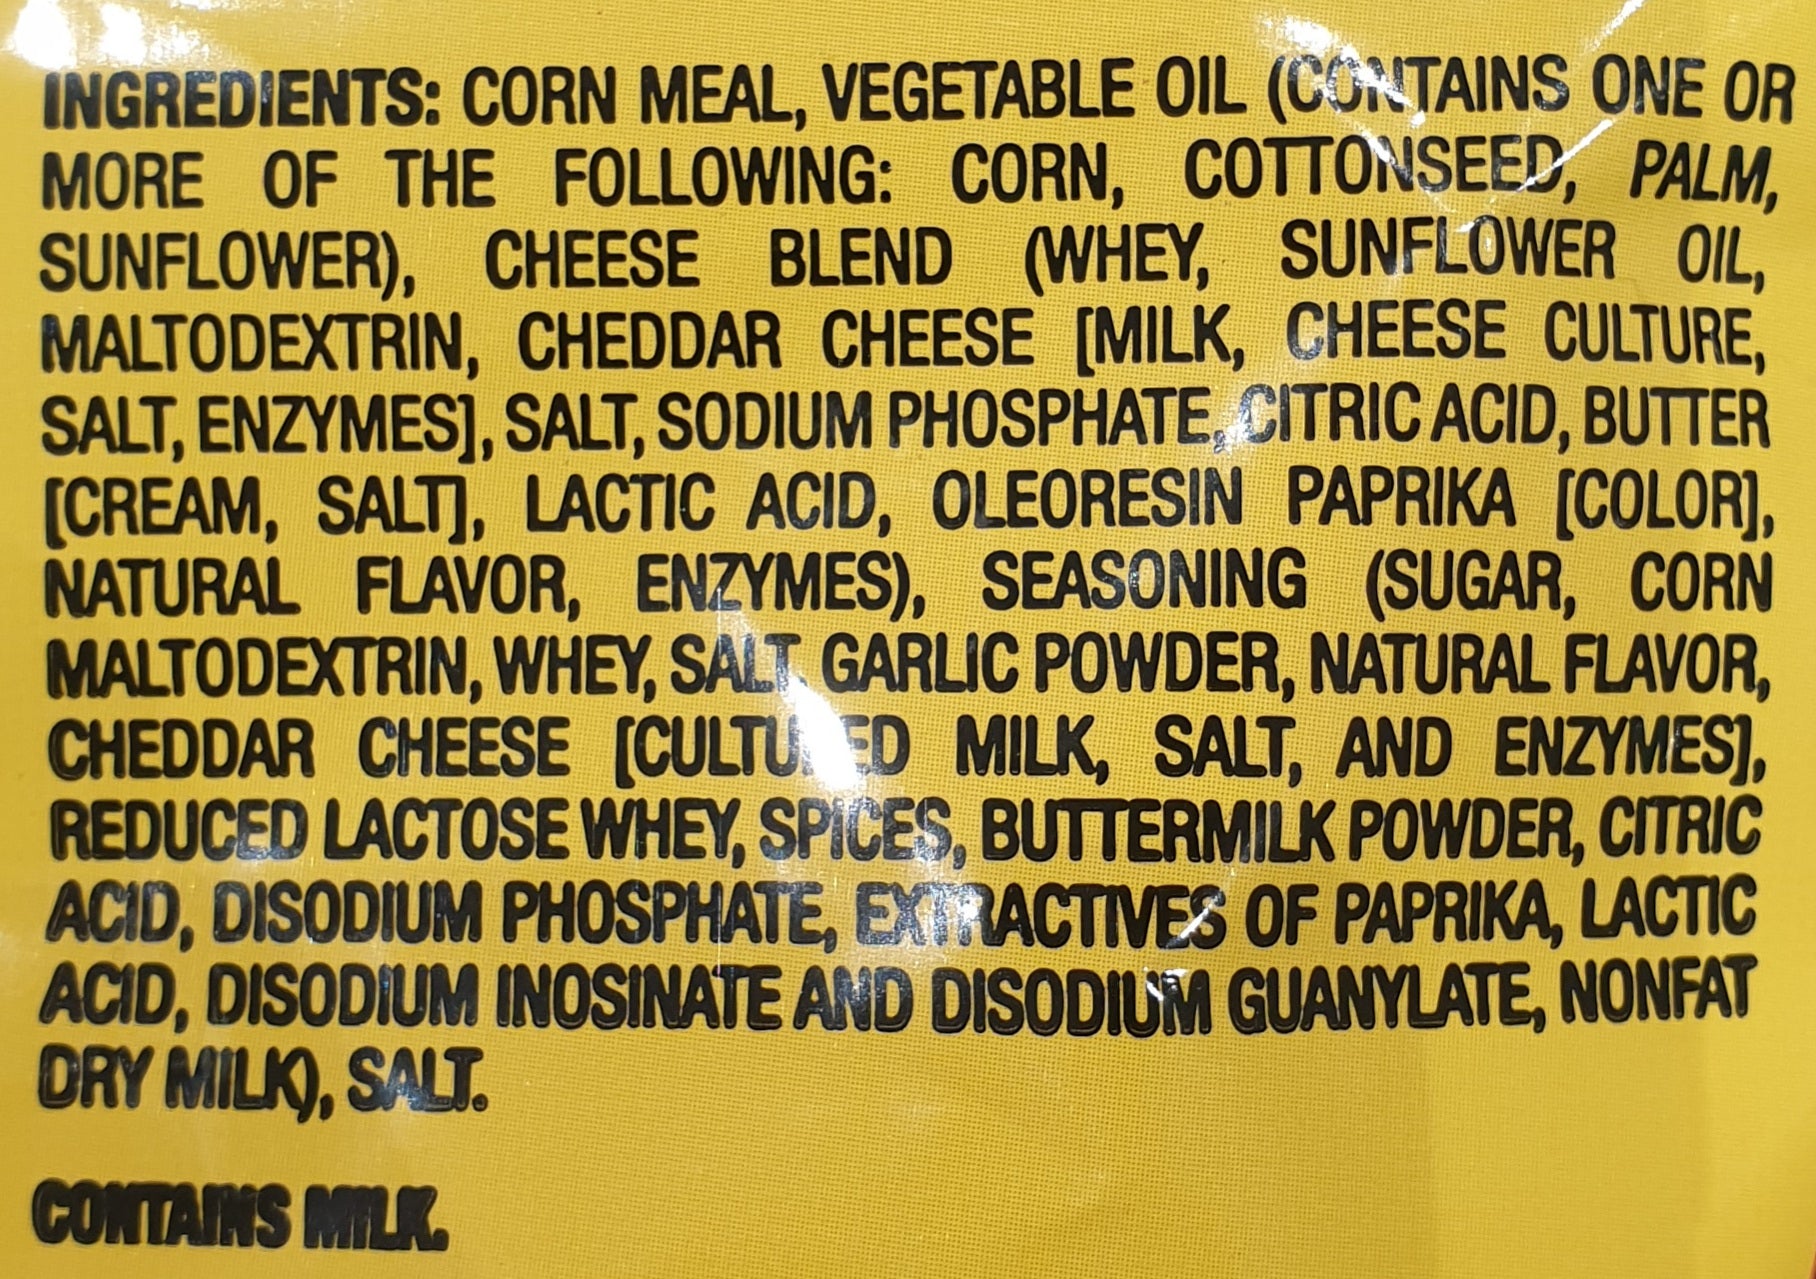 INGREDIENTS: CORN MEAL, VEGETABLE OIL (CONTAINS ONE OR
MORE OF THE FOLLOWING: CORN, COTTONSEED, PALM,
SUNFLOWER), CHEESE BLEND (WHEY, SUNFLOWER OIL,
MALTODEXTRIN, CHEDDAR CHEESE [MILK, CHEESE CULTURE,
SALT, ENZYMES], SALT, SODIUM PHOSPHATE, CITRIC ACID, BUTTER
[CREAM, SALT], LACTIC ACID, OLEORESIN PAPRIKA [COLOR],
NATURAL FLAVOR, ENZYMES), SEASONING (SUGAR, CORN
MALTODEXTRIN, WHEY, SALT, GARLIC POWDER, NATURAL FLAVOR,
CHEDDAR CHEESE [CULTURED MILK, SALT, AND ENZYMES],
REDUCED LACTOSE WHEY, SPICES, BUTTERMILK POWDER, CITRIC
ACID, DISODIUM PHOSPHATE, EXTRACTIVES OF PAPRIKA, LACTIC
ACID, DISODIUM INOSINATE AND DISODIUM GUANYLATE, NONFAT
DRY MILK), SALT.
CONTAINS MILK.